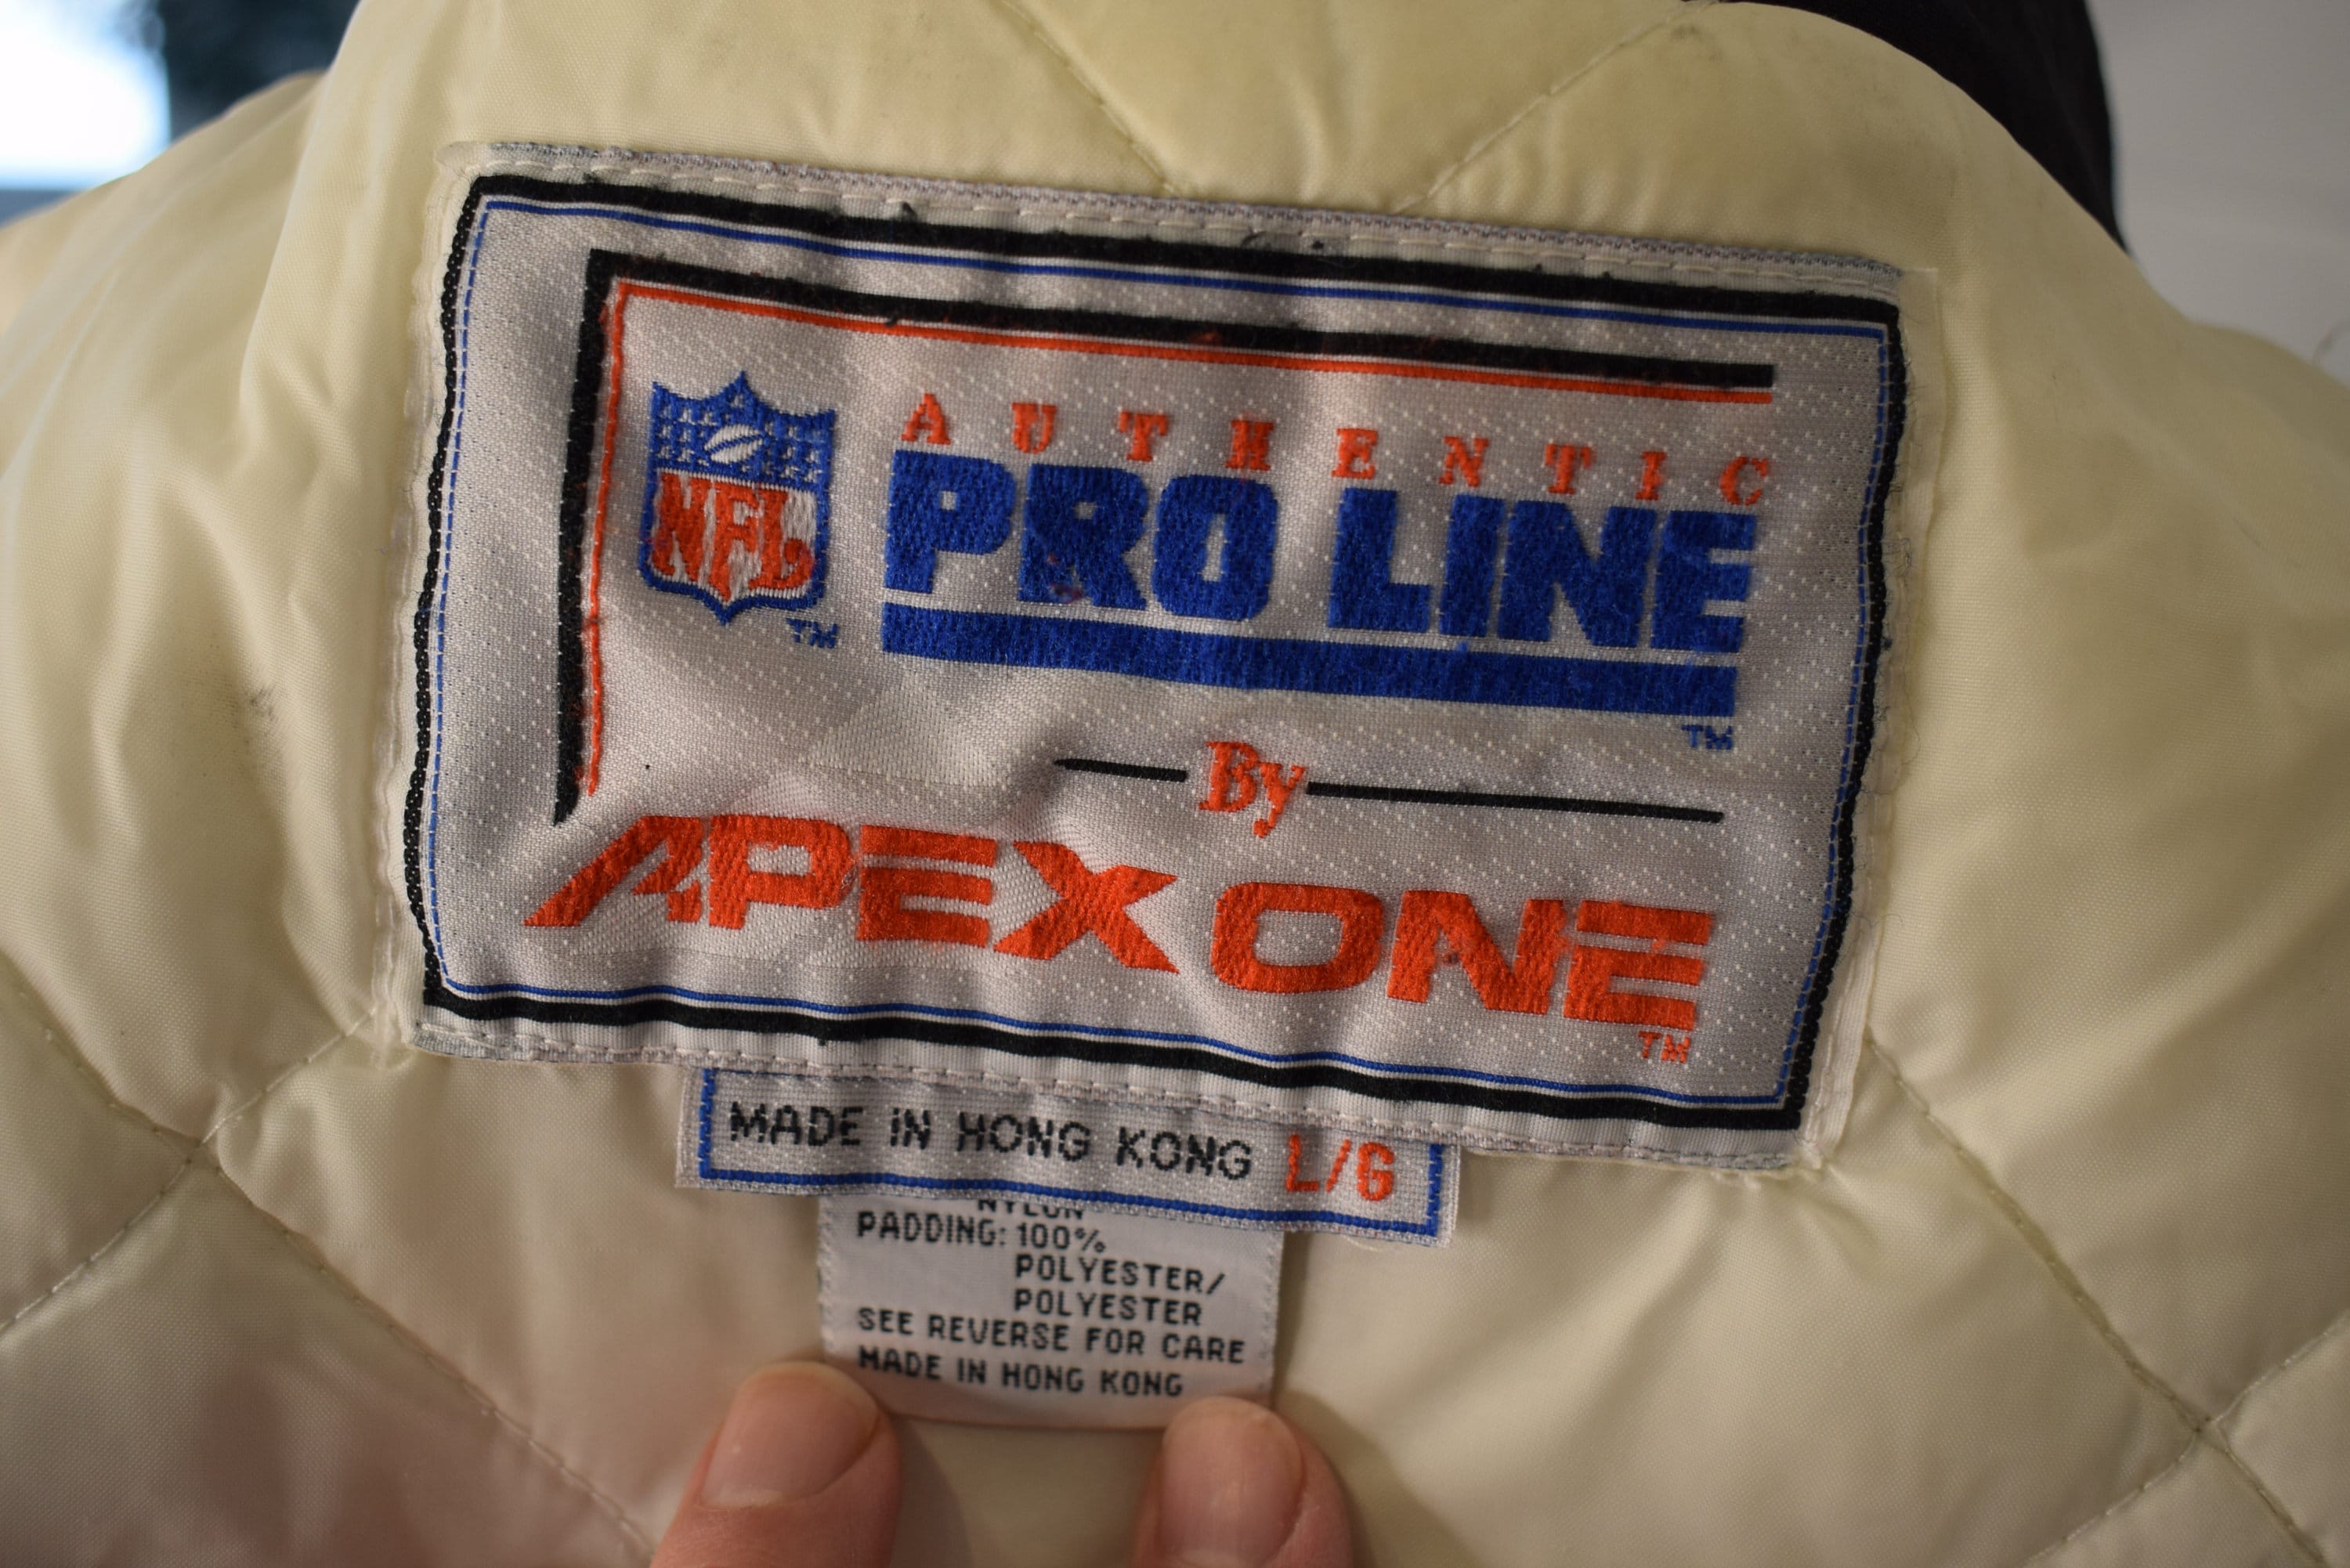 AUTHENTIC
NFL
PRO LINE
TM
TM
By
APEX ONE
TM
MADE IN HONG KONG L/G
NYLON
PADDING: 100%
POLYESTER/
POLYESTER
SEE REVERSE FOR CARE
MADE IN HONG KONG